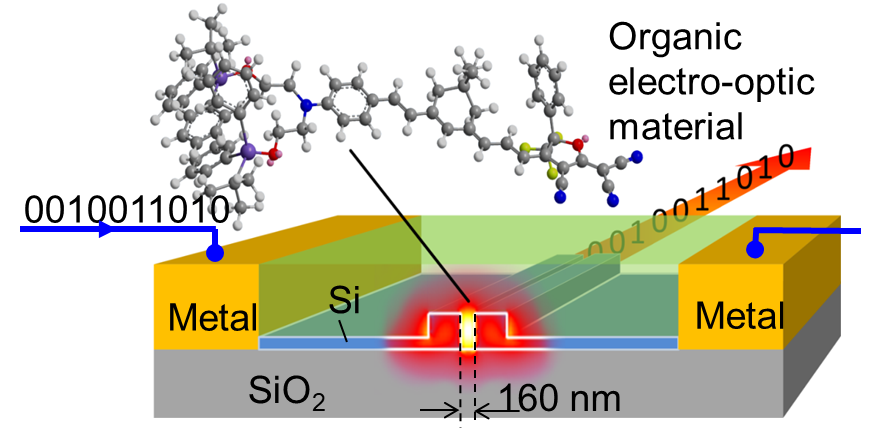 Organic
electro-optic
material
0010011010
0010011010
Metal
Si
Metal
SiO₂
160 nm